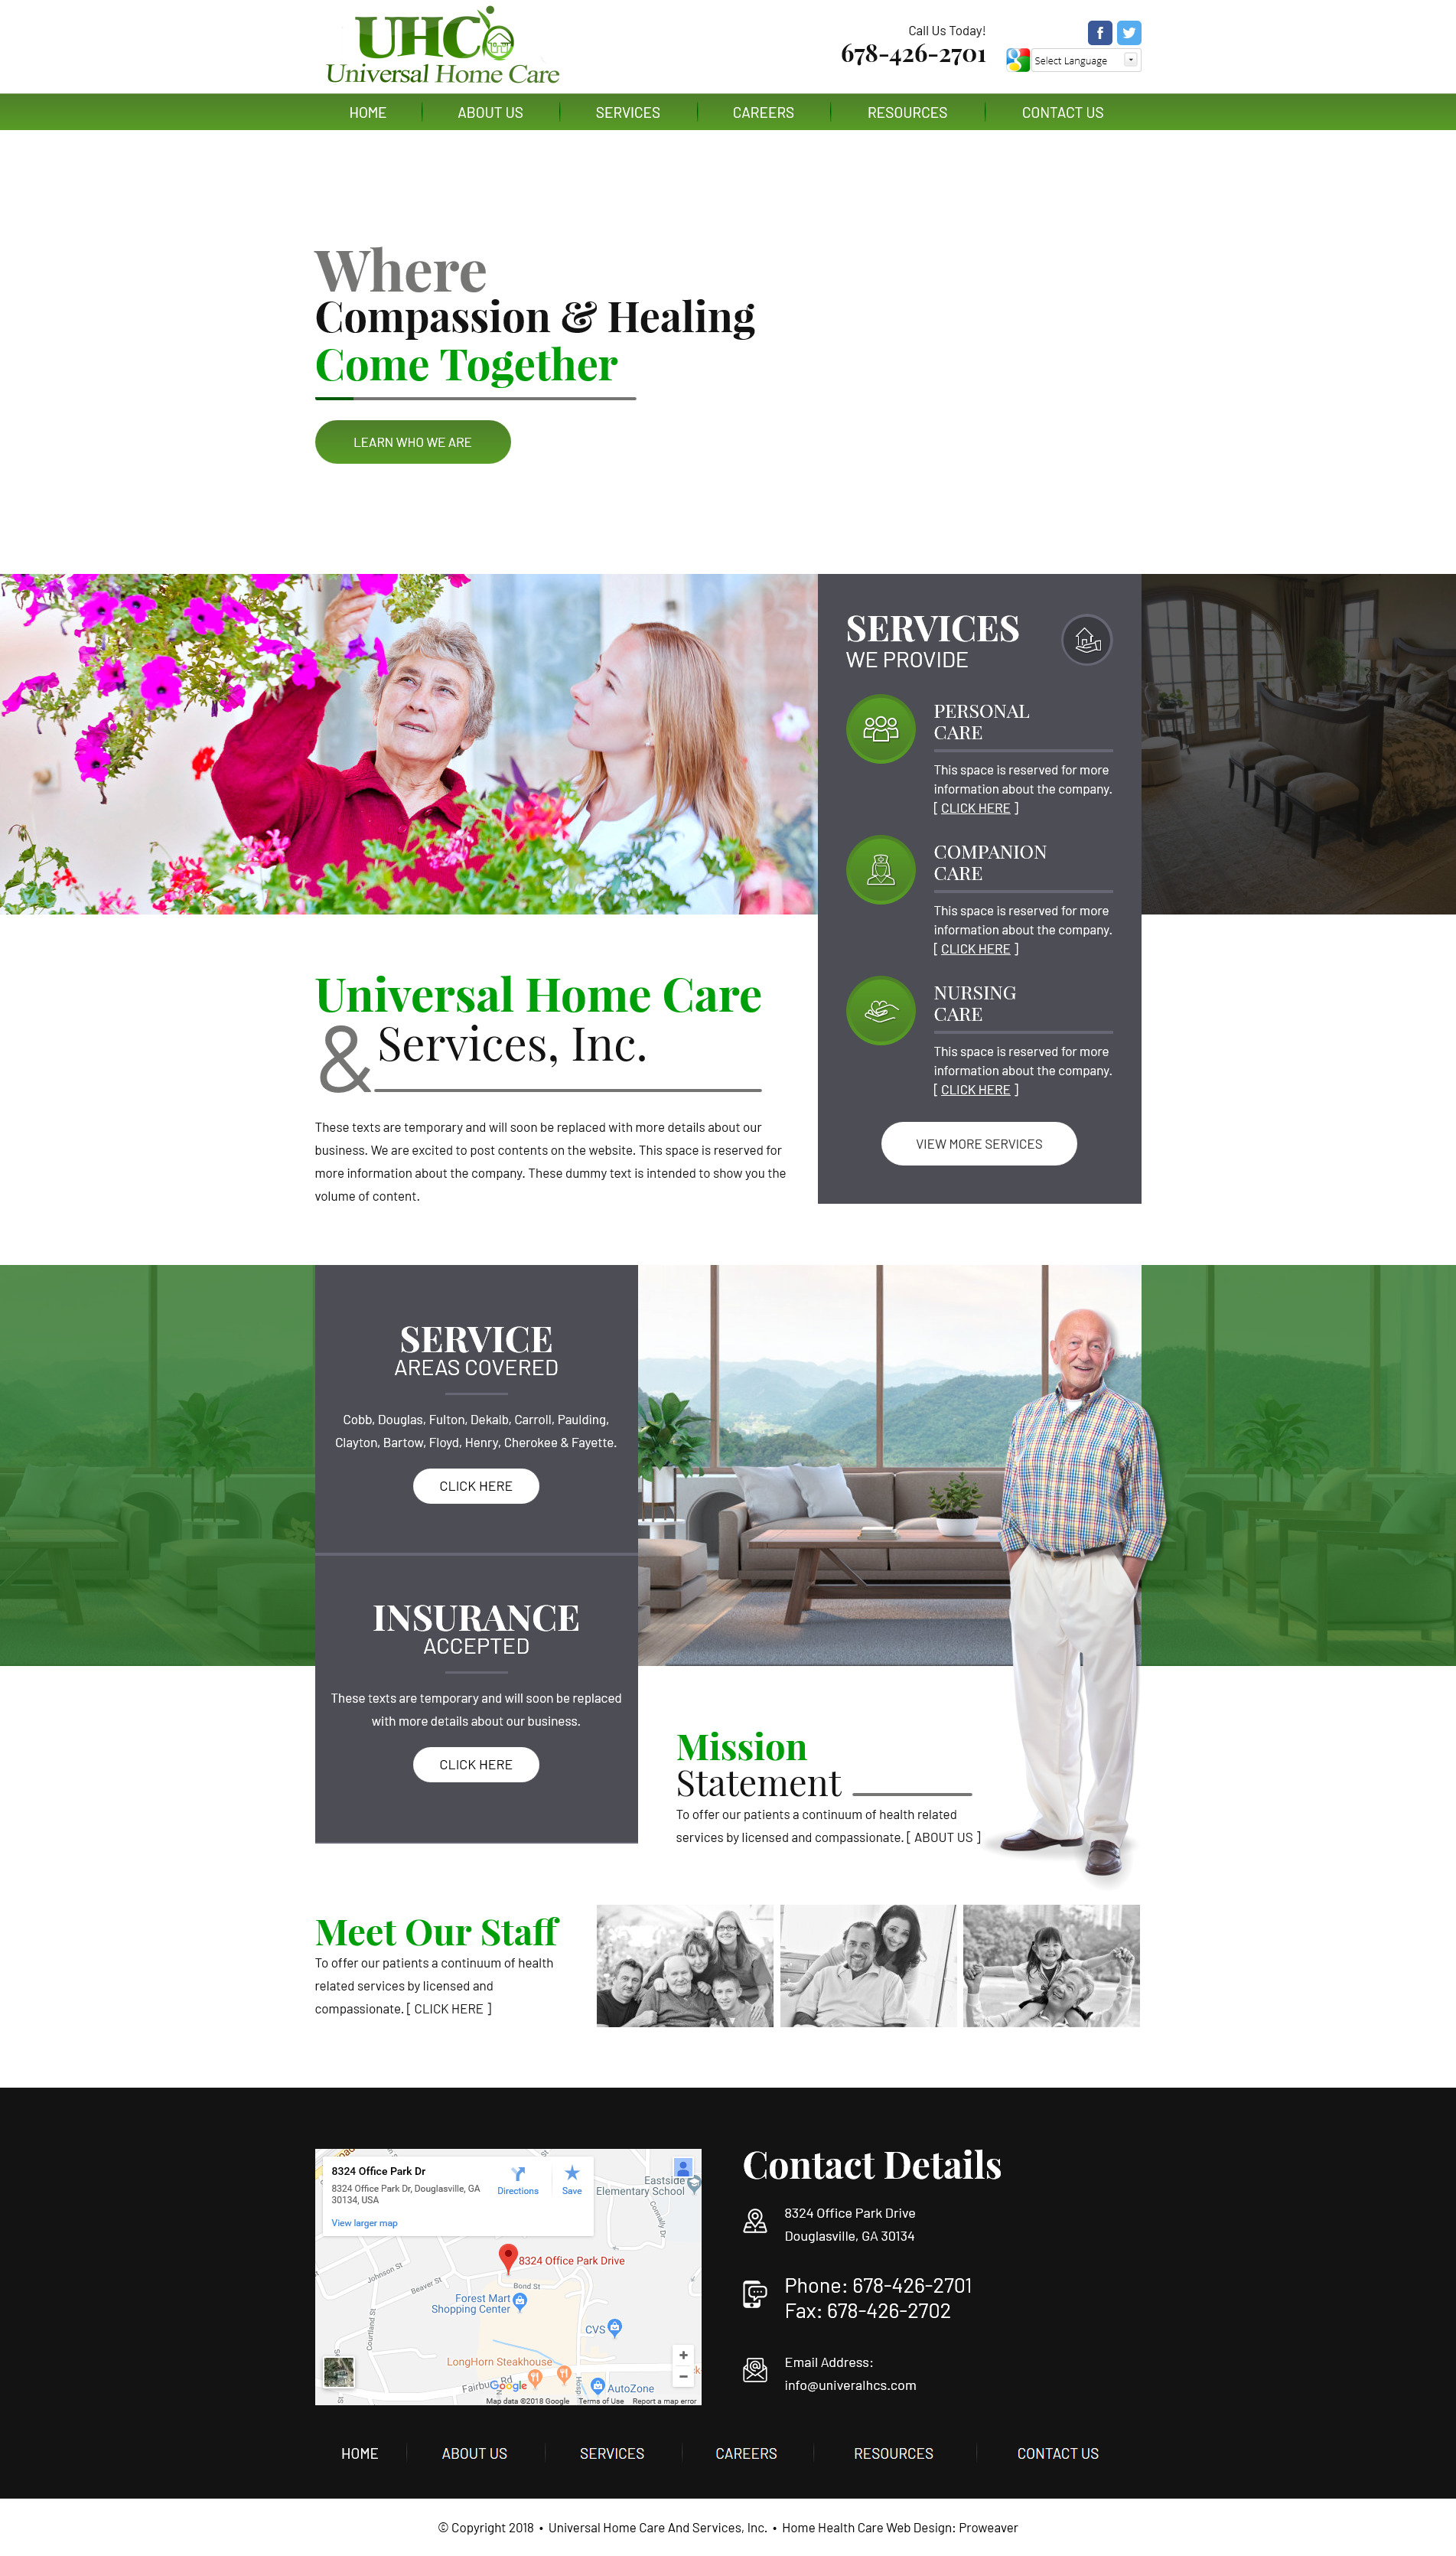 UHC
Universal Home Care
Call Us Today!
678-426-2701
Select Language
HOME
ABOUT US
SERVICES
CAREERS
RESOURCES
CONTACT US
Where
Compassion & Healing
Come Together
LEARN WHO WE ARE
SERVICES
WE PROVIDE
PERSONAL
CARE
This space is reserved for more
information about the company.
[ CLICK HERE ]
COMPANION
CARE
This space is reserved for more
information about the company.
[ CLICK HERE ]
NURSING
CARE
This space is reserved for more
information about the company.
[ CLICK HERE ]
VIEW MORE SERVICES
Universal Home Care
& Services, Inc.
These texts are temporary and will soon be replaced with more details about our
business. We are excited to post contents on the website. This space is reserved for
more information about the company. These dummy text is intended to show you the
volume of content.
SERVICE
AREAS COVERED
Cobb, Douglas, Fulton, Dekalb, Carroll, Paulding,
Clayton, Bartow, Floyd, Henry, Cherokee & Fayette.
CLICK HERE
INSURANCE
ACCEPTED
These texts are temporary and will soon be replaced
with more details about our business.
CLICK HERE
Mission
Statement
To offer our patients a continuum of health related
services by licensed and compassionate. [ ABOUT US ]
Meet Our Staff
To offer our patients a continuum of health
related services by licensed and
compassionate. [ CLICK HERE ]
8324 Office Park Dr
8324 Office Park Dr, Douglasville, GA
30134, USA
View larger map
Directions
Save
Eastside
Elementary School
Connally Dr
8324 Office Park Drive
Johnson St
Beaver St
Bond St
Forest Mart
Shopping Center
Courtland St
CVS
LongHorn Steakhouse
Fairburn Rd
Google
Hosp
AutoZone
Map data ©2018 Google
Terms of Use
Report a map error
Contact Details
8324 Office Park Drive
Douglasville, GA 30134
Phone: 678-426-2701
Fax: 678-426-2702
Email Address:
info@univeralhcs.com
HOME
ABOUT US
SERVICES
CAREERS
RESOURCES
CONTACT US
© Copyright 2018 • Universal Home Care And Services, Inc. • Home Health Care Web Design: Proweaver